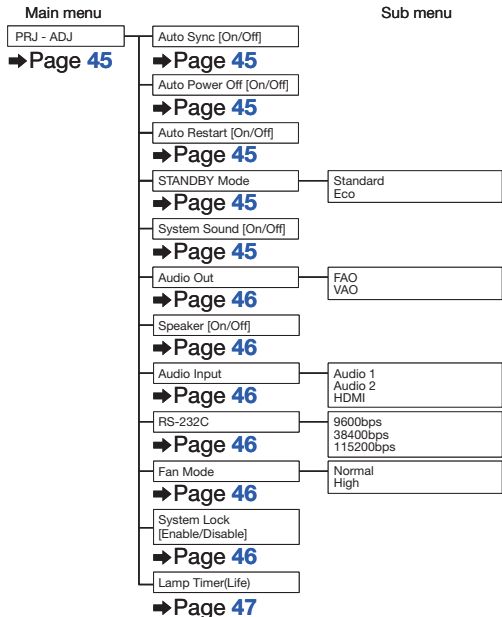 Main menu
Sub menu
PRJ - ADJ
➡Page 45
Auto Sync [On/Off]
➡Page 45
Auto Power Off [On/Off]
➡Page 45
Auto Restart [On/Off]
➡Page 45
STANDBY Mode
➡Page 45
Standard
Eco
System Sound [On/Off]
➡Page 45
Audio Out
➡Page 46
FAO
VAO
Speaker [On/Off]
➡Page 46
Audio Input
➡Page 46
Audio 1
Audio 2
HDMI
RS-232C
➡Page 46
9600bps
38400bps
115200bps
Fan Mode
➡Page 46
Normal
High
System Lock
[Enable/Disable]
➡Page 46
Lamp Timer(Life)
➡Page 47